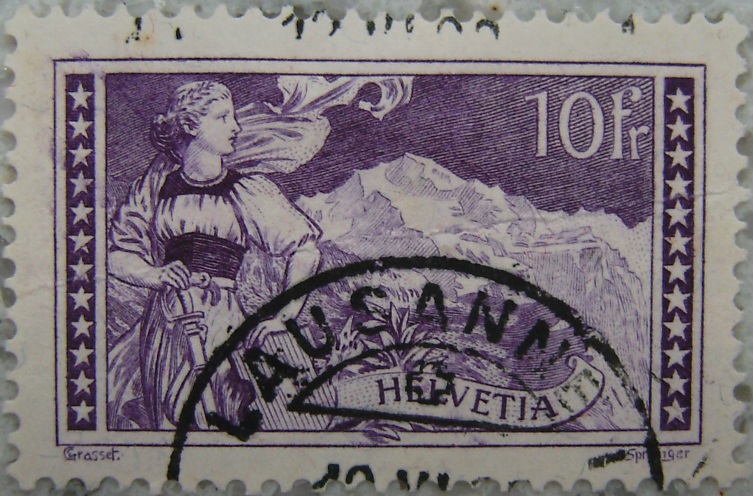 10fr
LAUSANN
HELVETIA
Grasset.